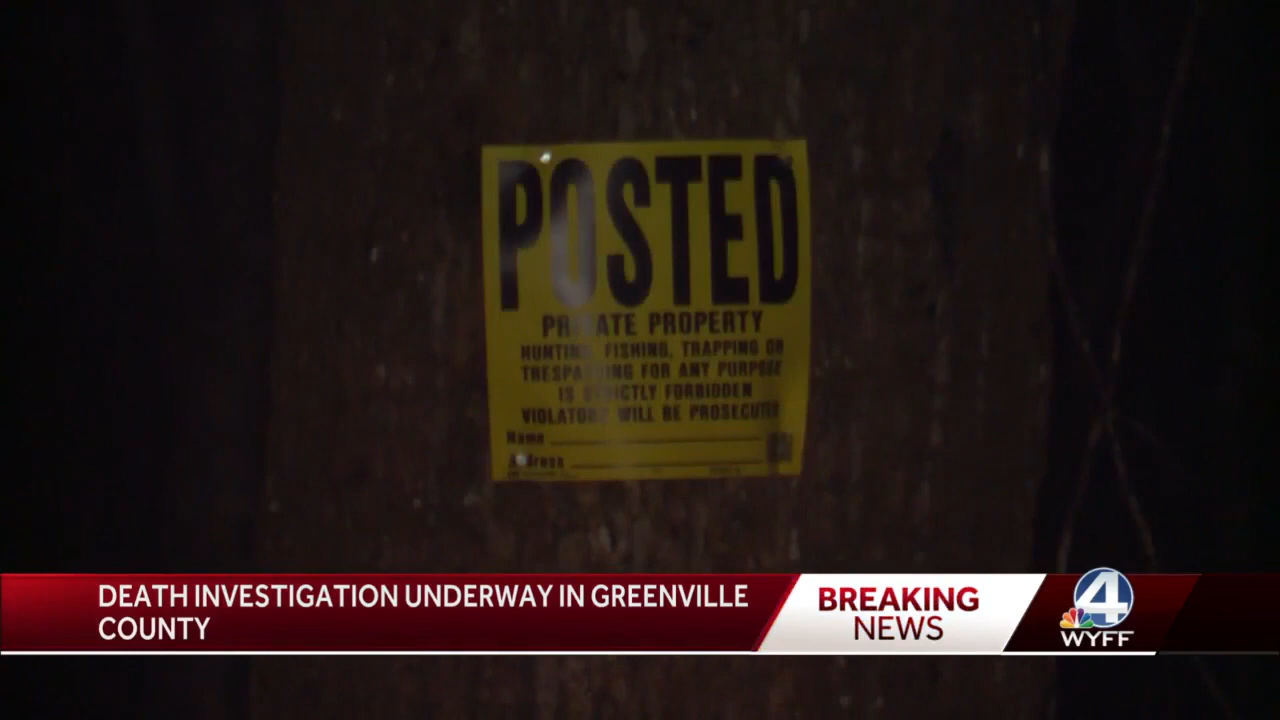 POSTED
PRIVATE PROPERTY
HUNTING, FISHING, TRAPPING OR
TRESPASSING FOR ANY PURPOSE
IS STRICTLY FORBIDDEN
VIOLATORS WILL BE PROSECUTED
Name
Address
DEATH INVESTIGATION UNDERWAY IN GREENVILLE
COUNTY
BREAKING
NEWS
4
WYFF